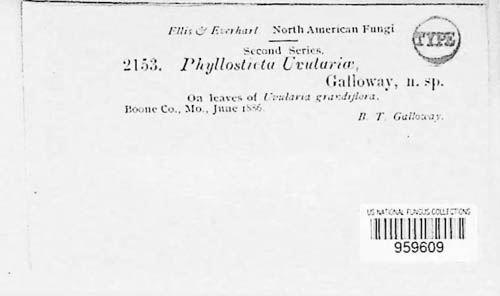 Ellis & Everhart North American Fungi
TYPE
Second Series.
2153. Phyllosticta Uvulariæ,
Galloway, n. sp.
On leaves of Uvularia grandiflora,
Boone Co., Mo., June 1886.
B. T. Galloway.
US NATIONAL FUNGUS COLLECTIONS
959609